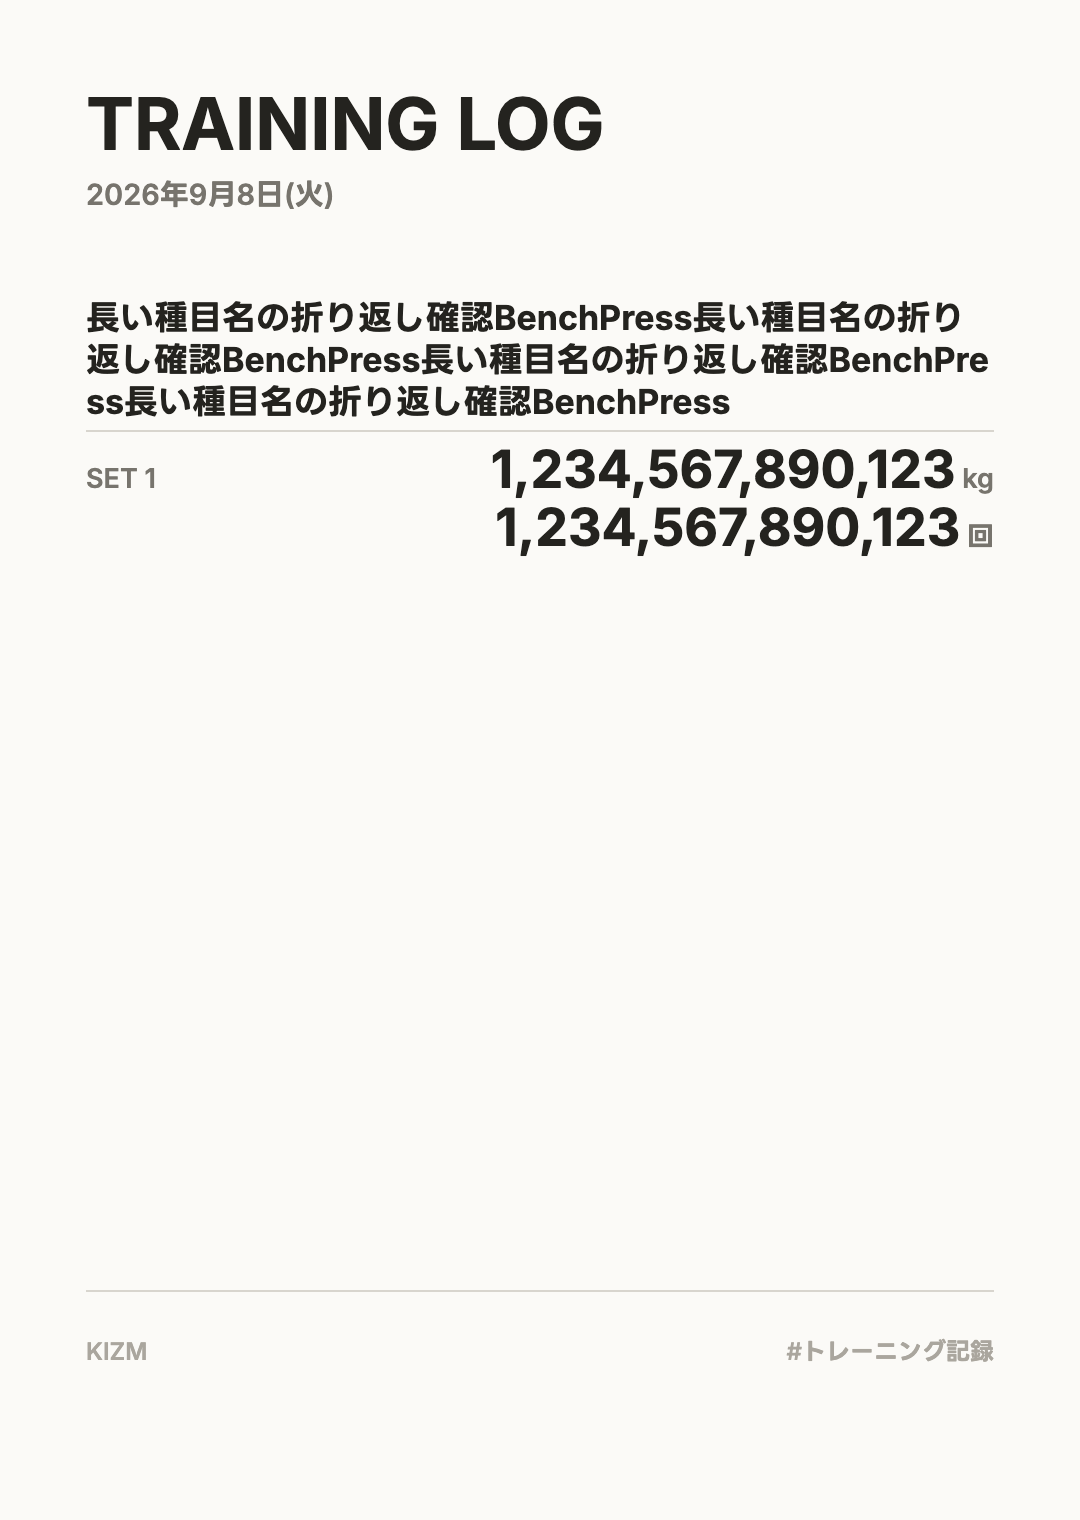 TRAINING LOG
2026年9月8日(火)
長い種目名の折り返し確認BenchPress長い種目名の折り
返し確認BenchPress長い種目名の折り返し確認BenchPre
ss長い種目名の折り返し確認BenchPress
SET 1 1,234,567,890,123 kg
1,234,567,890,123 回
KIZM #トレーニング記録